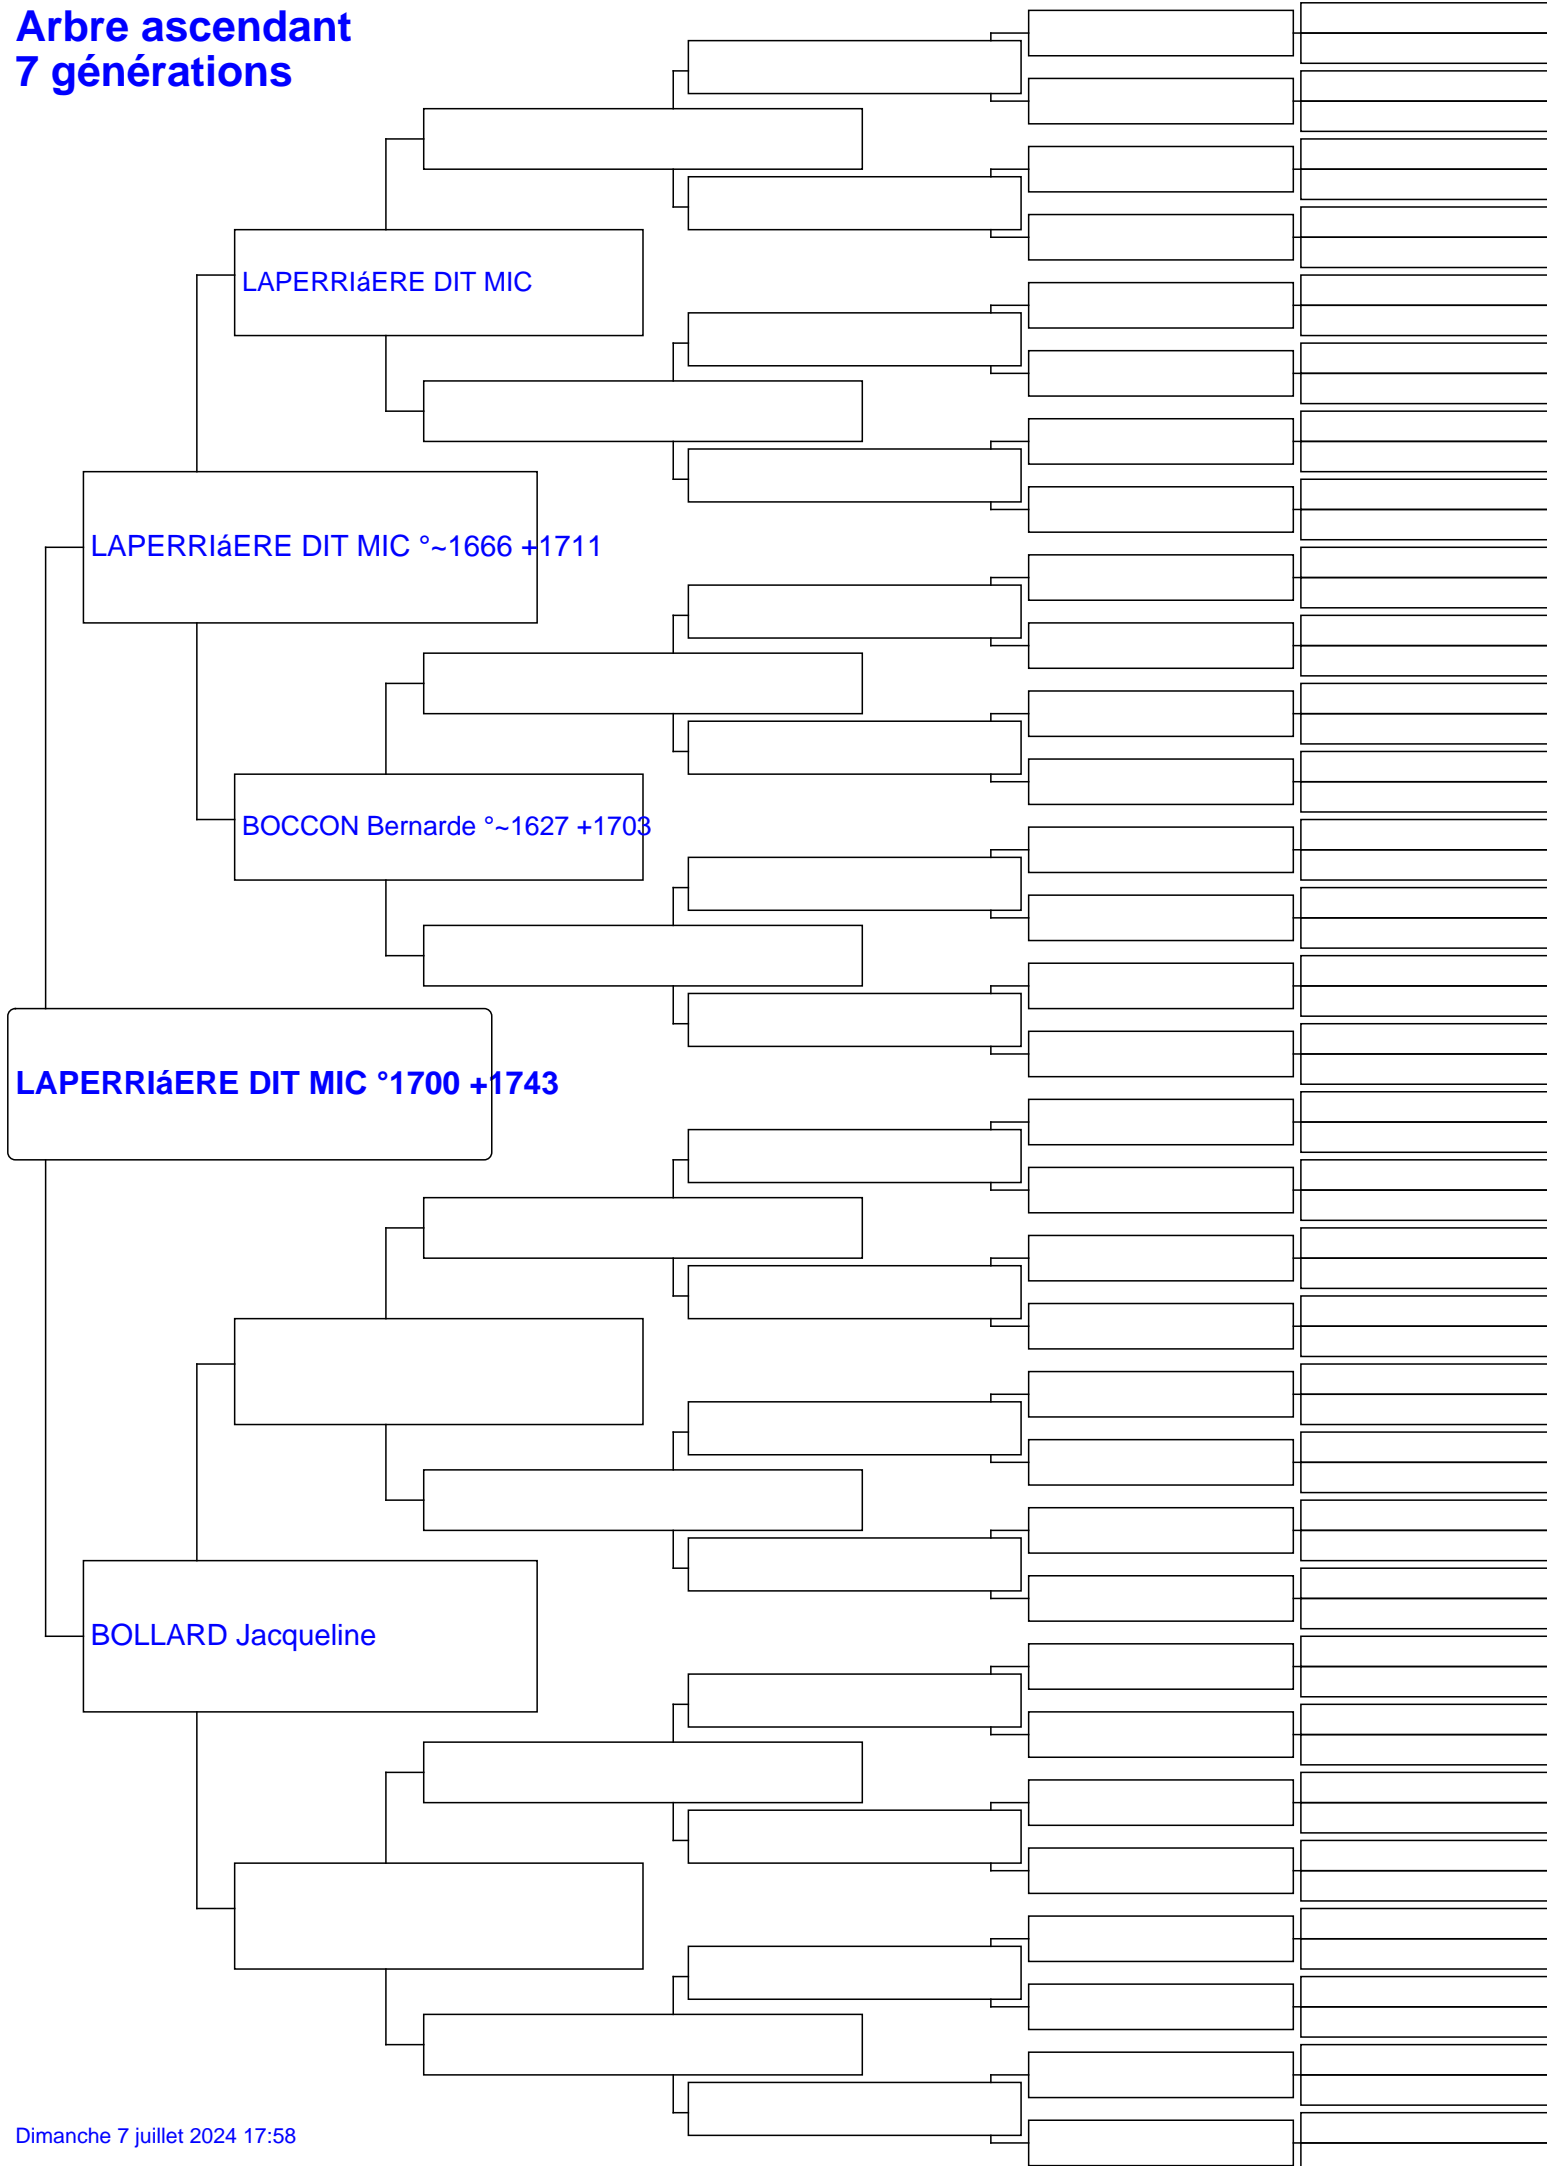 Arbre ascendant
7 générations
LAPERRIáERE DIT MIC
LAPERRIáERE DIT MIC °~1666 +1711
BOCCON Bernarde °~1627 +1703
LAPERRIáERE DIT MIC °1700 +1743
BOLLARD Jacqueline
Dimanche 7 juillet 2024 17:58